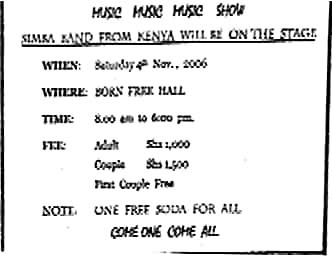 MUSIC MUSIC MUSIC SHOW
SIMBA BAND FROM KENYA WILL BE ON THE STAGE
WHEN: Saturday 4th Nov., 2006
WHERE: BORN FREE HALL
TIME: 8.00 am to 6:00 pm.
FEE: Adult Shs 1,000
Couple Shs 1,500
First Couple Free
NOTE: ONE FREE SODA FOR ALL
COME ONE COME ALL